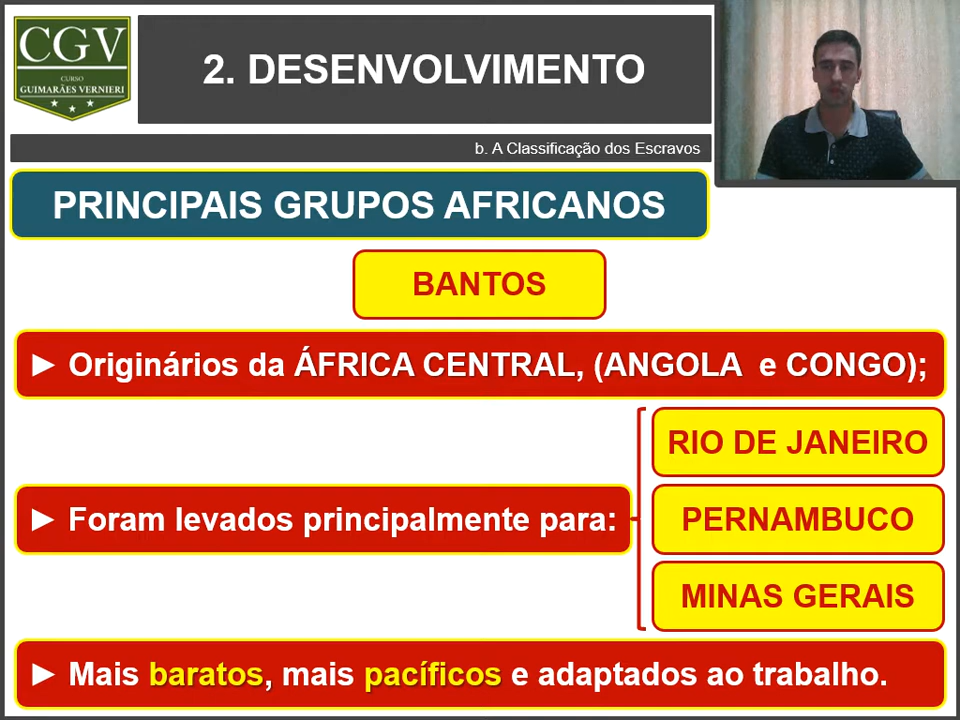 CGV
CURSO
GUIMARÃES VERNIERI
2. DESENVOLVIMENTO
b. A Classificação dos Escravos
PRINCIPAIS GRUPOS AFRICANOS
BANTOS
► Originários da ÁFRICA CENTRAL, (ANGOLA e CONGO);
► Foram levados principalmente para:
RIO DE JANEIRO
PERNAMBUCO
MINAS GERAIS
► Mais baratos, mais pacíficos e adaptados ao trabalho.